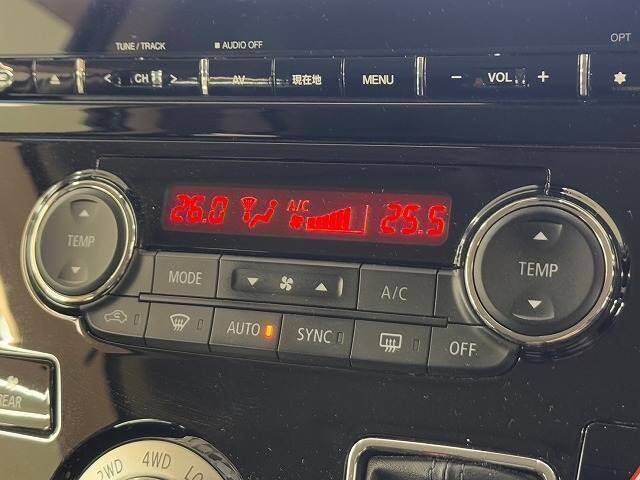 TUNE / TRACK
AUDIO OFF
OPT
< CH >
AV
現在地
MENU
− VOL +
26.0
A/C
25.5
TEMP
MODE
A/C
TEMP
AUTO
SYNC
OFF
REAR
2WD
4WD